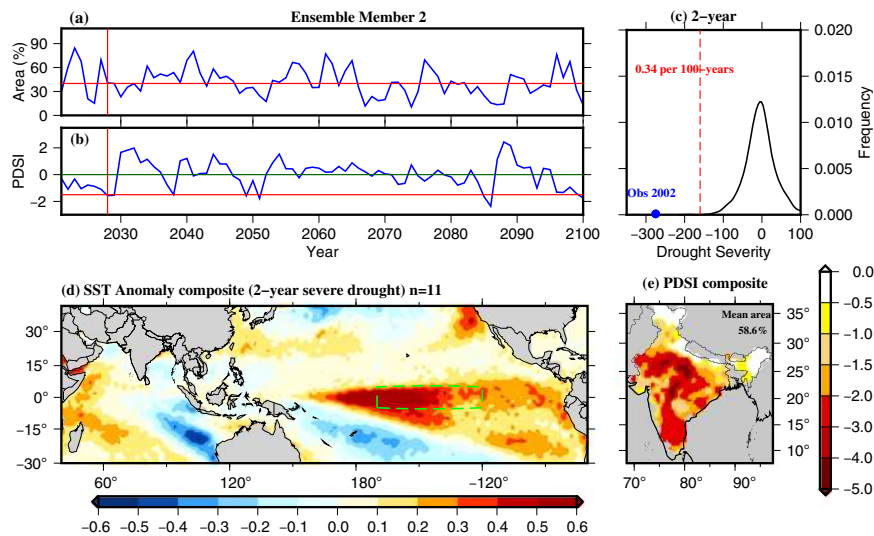 (a) Ensemble Member 2
Area (%)
90
60
30
0
(b)
PDSI
2
0
−2
2030 2040 2050 2060 2070 2080 2090 2100
Year
(c) 2−year
0.34 per 100−years
Obs 2002
0.020
0.015
0.010
0.005
0.000
Frequency
−300 −200 −100 0 100
Drought Severity
(d) SST Anomaly composite (2−year severe drought) n=11
30°
15°
0°
−15°
−30°
60° 120° 180° −120°
−0.6 −0.5 −0.4 −0.3 −0.2 −0.1 0.0 0.1 0.2 0.3 0.4 0.5 0.6
(e) PDSI composite
Mean area
58.6%
35°
30°
25°
20°
15°
10°
70° 80° 90°
0.0
−0.5
−1.0
−1.5
−2.0
−3.0
−4.0
−5.0